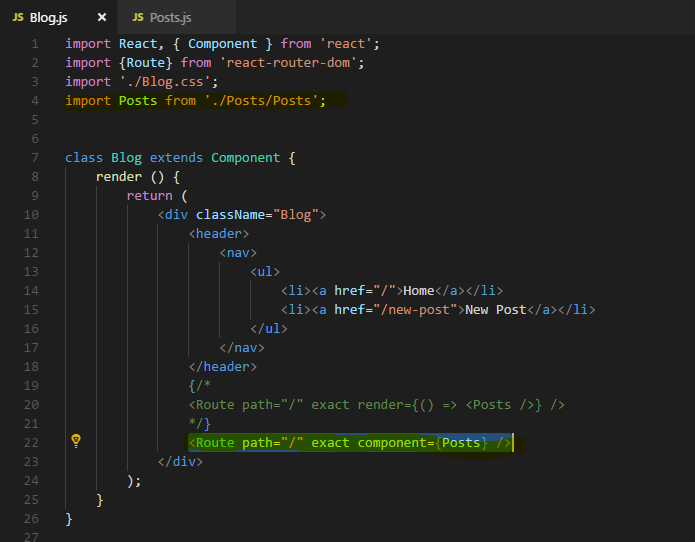 JS Blog.js × JS Posts.js
1 import React, { Component } from 'react';
2 import {Route} from 'react-router-dom';
3 import './Blog.css';
4 import Posts from './Posts/Posts';
5
6
7 class Blog extends Component {
8 render () {
9 return (
10 <div className="Blog">
11 <header>
12 <nav>
13 <ul>
14 <li><a href="/">Home</a></li>
15 <li><a href="/new-post">New Post</a></li>
16 </ul>
17 </nav>
18 </header>
19 {/*
20 <Route path="/" exact render={() => <Posts />} />
21 */}
22 <Route path="/" exact component={Posts} />
23 </div>
24 );
25 }
26 }
27